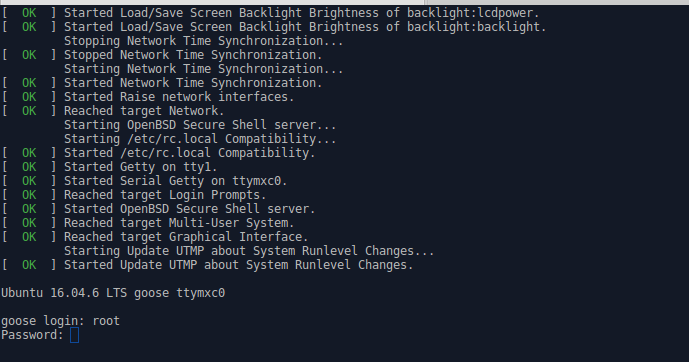 [  OK  ] Started Load/Save Screen Backlight Brightness of backlight:lcdpower.
[  OK  ] Started Load/Save Screen Backlight Brightness of backlight:backlight.
         Stopping Network Time Synchronization...
[  OK  ] Stopped Network Time Synchronization.
         Starting Network Time Synchronization...
[  OK  ] Started Network Time Synchronization.
[  OK  ] Started Raise network interfaces.
[  OK  ] Reached target Network.
         Starting OpenBSD Secure Shell server...
         Starting /etc/rc.local Compatibility...
[  OK  ] Started /etc/rc.local Compatibility.
[  OK  ] Started Getty on tty1.
[  OK  ] Started Serial Getty on ttymxc0.
[  OK  ] Reached target Login Prompts.
[  OK  ] Started OpenBSD Secure Shell server.
[  OK  ] Reached target Multi-User System.
[  OK  ] Reached target Graphical Interface.
         Starting Update UTMP about System Runlevel Changes...
[  OK  ] Started Update UTMP about System Runlevel Changes.
Ubuntu 16.04.6 LTS goose ttymxc0
goose login: root
Password: